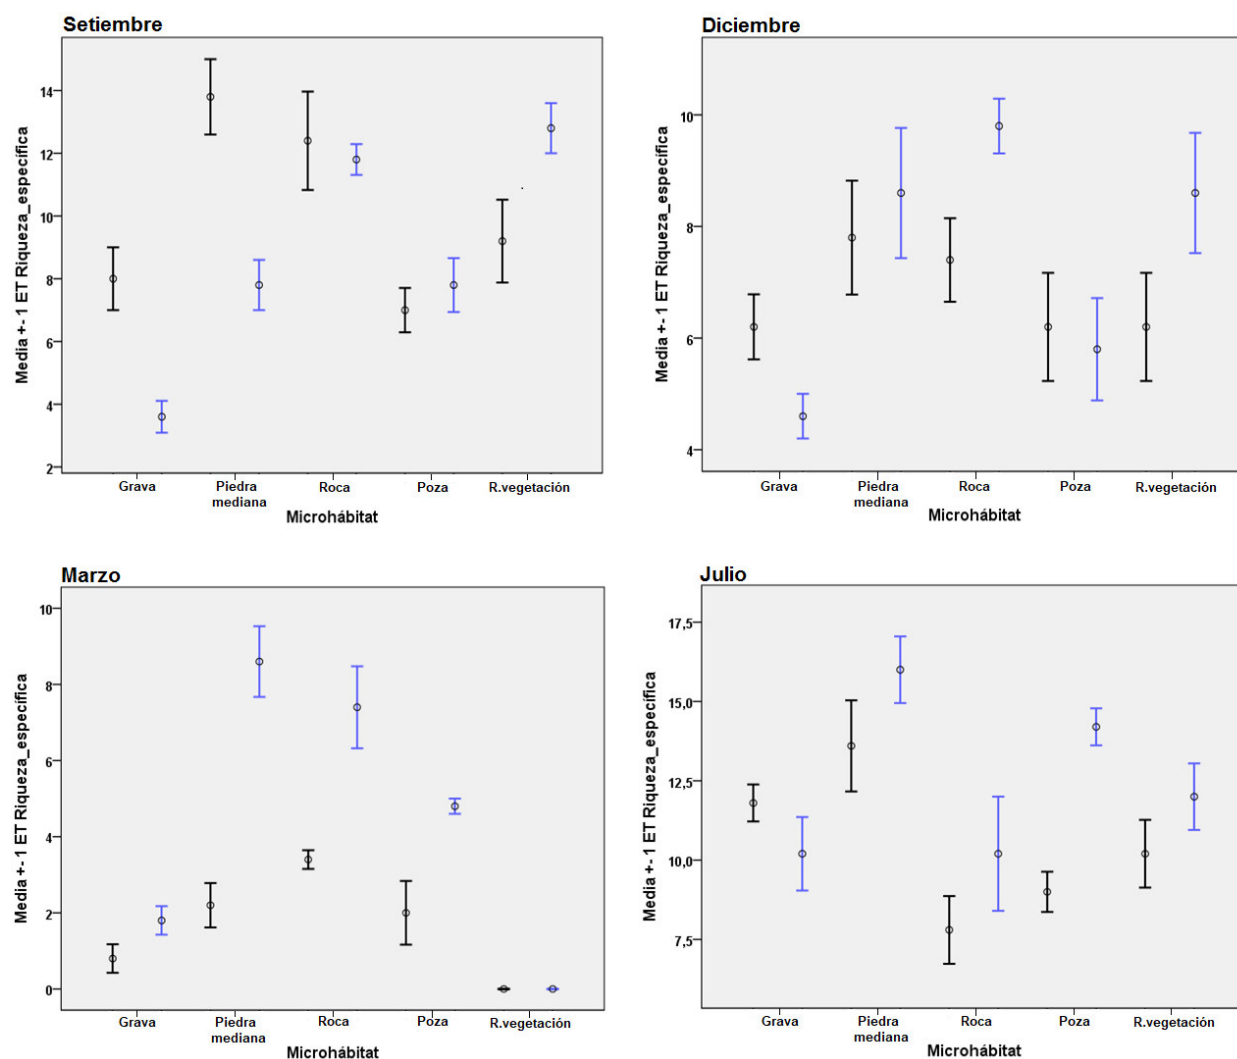 Setiembre
Media +- 1 ET Riqueza_específica
14
12
10
8
6
4
2
Grava Piedra mediana Roca Poza R.vegetación
Microhábitat
Diciembre
Media +- 1 ET Riqueza_específica
10
8
6
4
Grava Piedra mediana Roca Poza R.vegetación
Microhábitat
Marzo
Media +- 1 ET Riqueza_específica
10
8
6
4
2
0
Grava Piedra mediana Roca Poza R.vegetación
Microhábitat
Julio
Media +- 1 ET Riqueza_específica
17,5
15,0
12,5
10,0
7,5
Grava Piedra mediana Roca Poza R.vegetación
Microhábitat